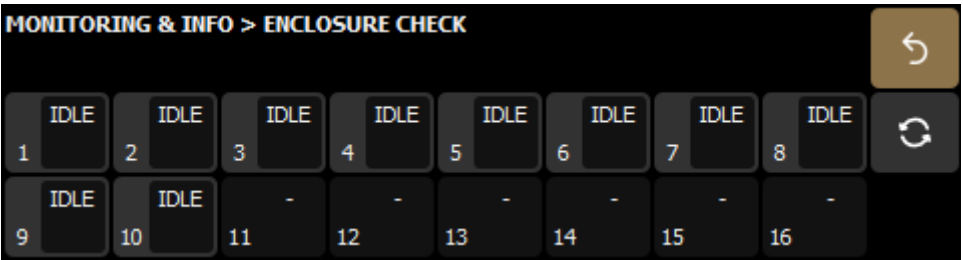 MONITORING & INFO > ENCLOSURE CHECK
IDLE IDLE IDLE IDLE IDLE IDLE IDLE IDLE
1 2 3 4 5 6 7 8
IDLE IDLE - - - - - -
9 10 11 12 13 14 15 16